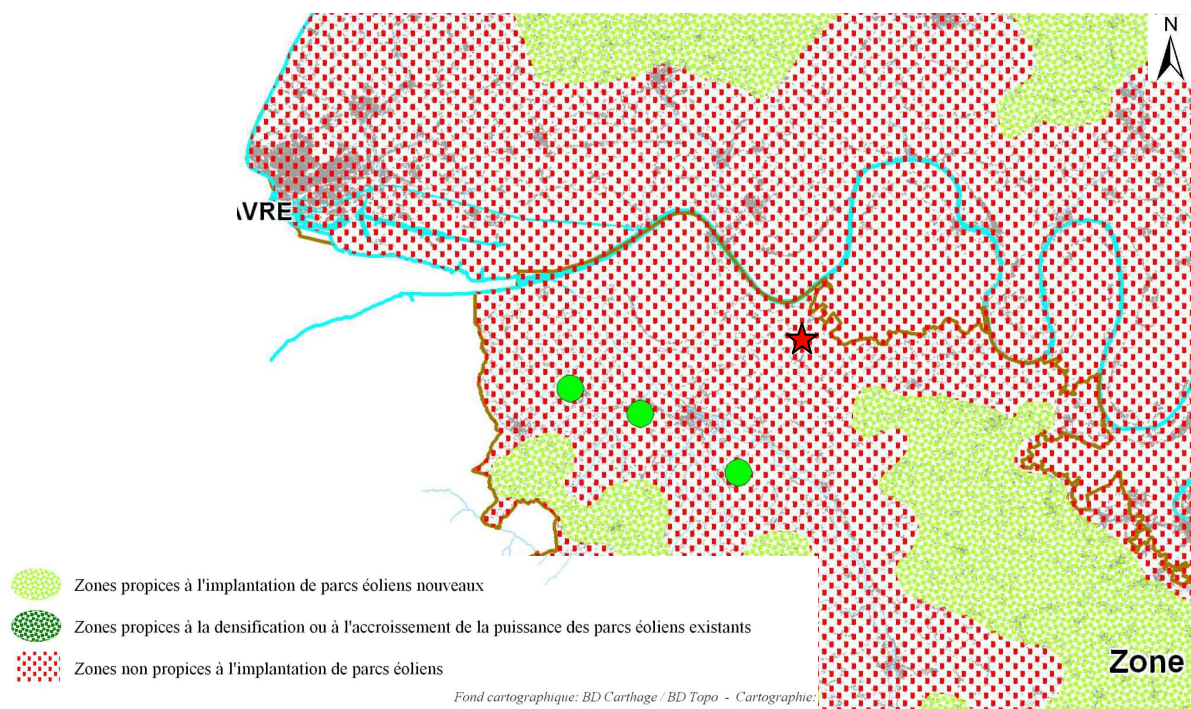 N
AVRE
Zones propices à l'implantation de parcs éoliens nouveaux
Zones propices à la densification ou à l'accroissement de la puissance des parcs éoliens existants
Zones non propices à l'implantation de parcs éoliens
Zone
Fond cartographique: BD Carthage / BD Topo - Cartographie: